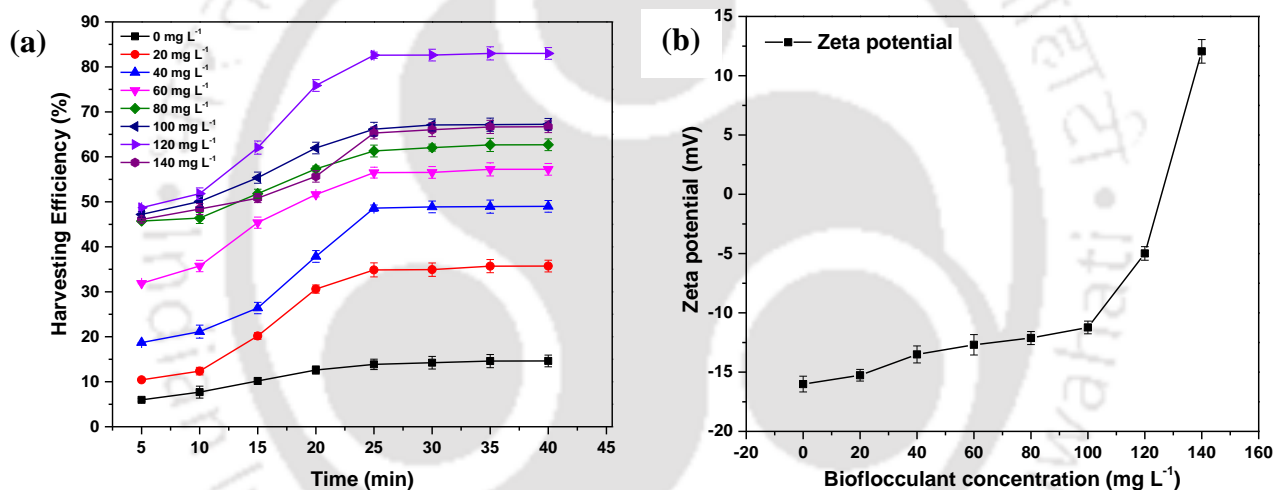 (a)
90
80
70
60
50
40
30
20
10
0
Harvesting Efficiency (%)
0 mg L⁻¹
20 mg L⁻¹
40 mg L⁻¹
60 mg L⁻¹
80 mg L⁻¹
100 mg L⁻¹
120 mg L⁻¹
140 mg L⁻¹
5 10 15 20 25 30 35 40 45
Time (min)
(b)
15
10
5
0
-5
-10
-15
-20
Zeta potential (mV)
Zeta potential
-20 0 20 40 60 80 100 120 140 160
Bioflocculant concentration (mg L⁻¹)